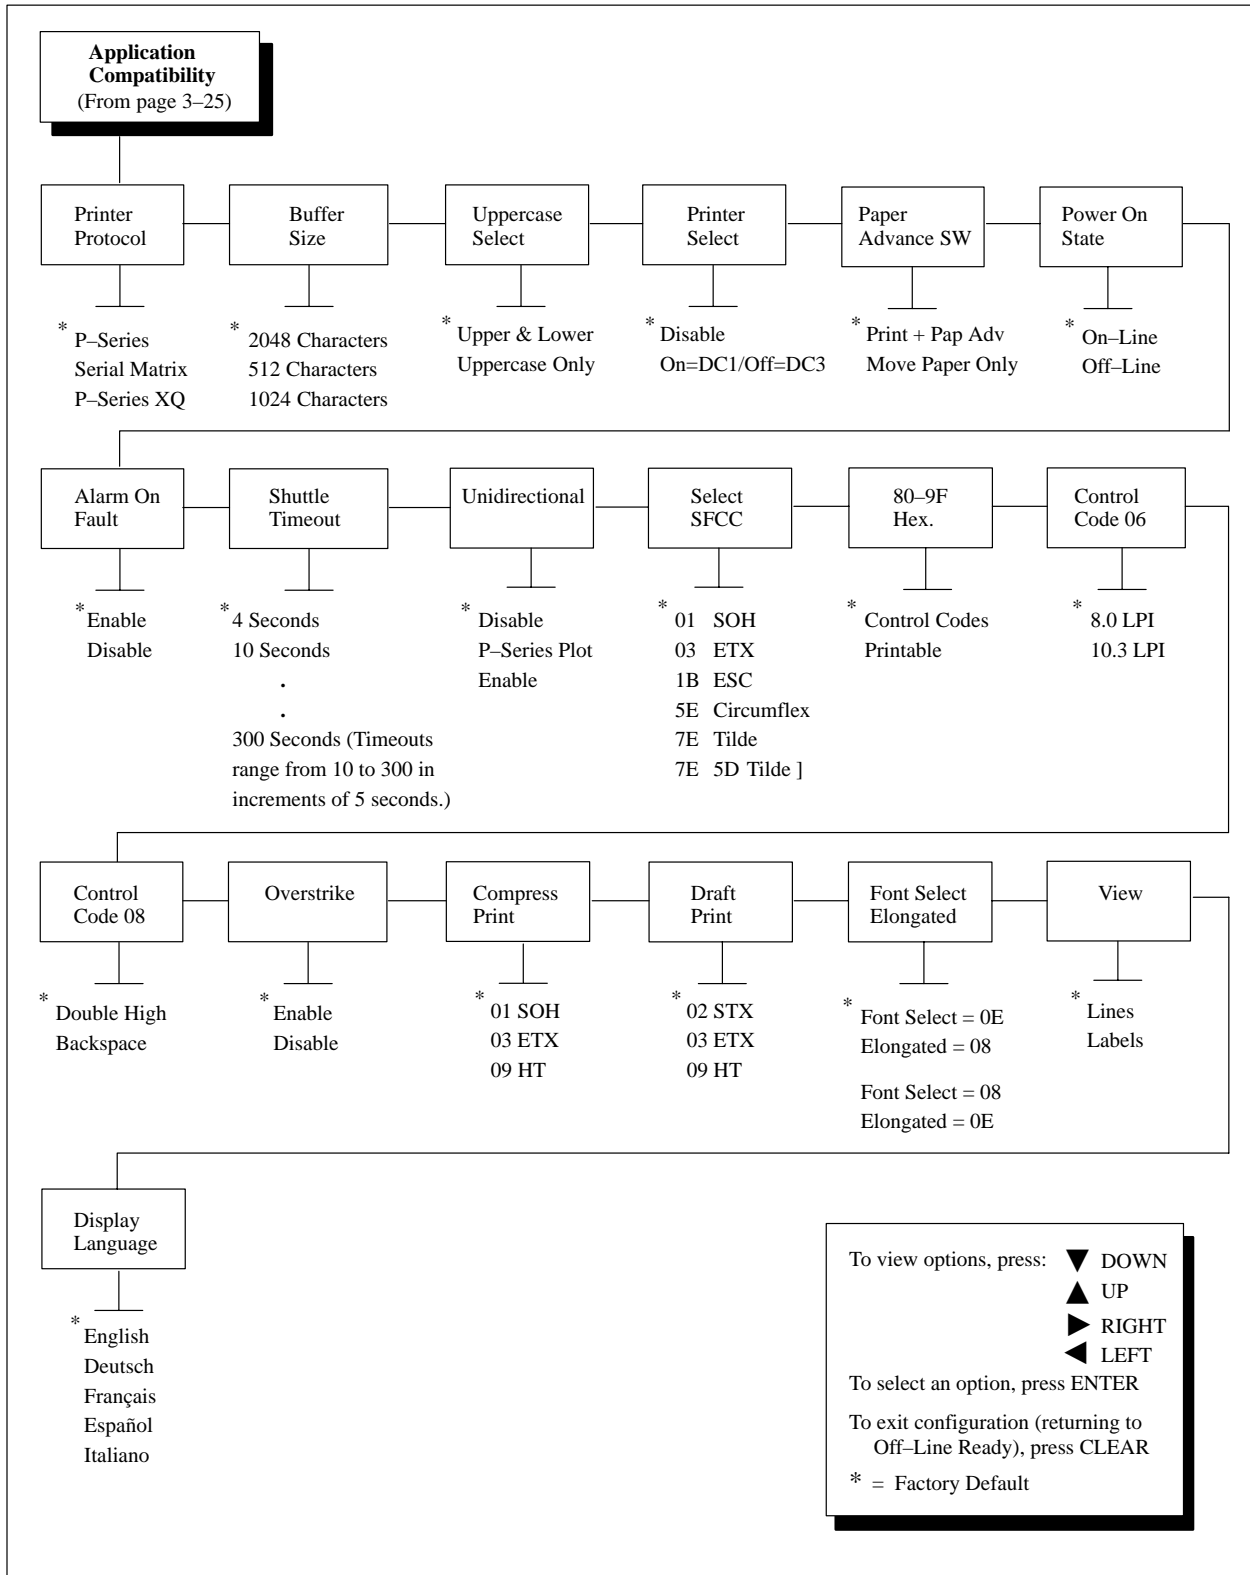 Application
Compatibility
(From page 3–25)
Printer
Protocol
Buffer
Size
Uppercase
Select
Printer
Select
Paper
Advance SW
Power On
State
* P–Series
Serial Matrix
P–Series XQ
* 2048 Characters
512 Characters
1024 Characters
* Upper & Lower
Uppercase Only
* Disable
On=DC1/Off=DC3
* Print + Pap Adv
Move Paper Only
* On–Line
Off–Line
Alarm On
Fault
Shuttle
Timeout
Unidirectional
Select
SFCC
80–9F
Hex.
Control
Code 06
* Enable
Disable
* 4 Seconds
10 Seconds
.
.
300 Seconds (Timeouts
range from 10 to 300 in
increments of 5 seconds.)
* Disable
P–Series Plot
Enable
* 01 SOH
03 ETX
1B ESC
5E Circumflex
7E Tilde
7E 5D Tilde ]
* Control Codes
Printable
* 8.0 LPI
10.3 LPI
Control
Code 08
Overstrike
Compress
Print
Draft
Print
Font Select
Elongated
View
* Double High
Backspace
* Enable
Disable
* 01 SOH
03 ETX
09 HT
* 02 STX
03 ETX
09 HT
* Font Select = 0E
Elongated = 08
Font Select = 08
Elongated = 0E
* Lines
Labels
Display
Language
* English
Deutsch
Français
Español
Italiano
To view options, press: ▼ DOWN
▲ UP
▶ RIGHT
◀ LEFT
To select an option, press ENTER
To exit configuration (returning to
Off–Line Ready), press CLEAR
* = Factory Default